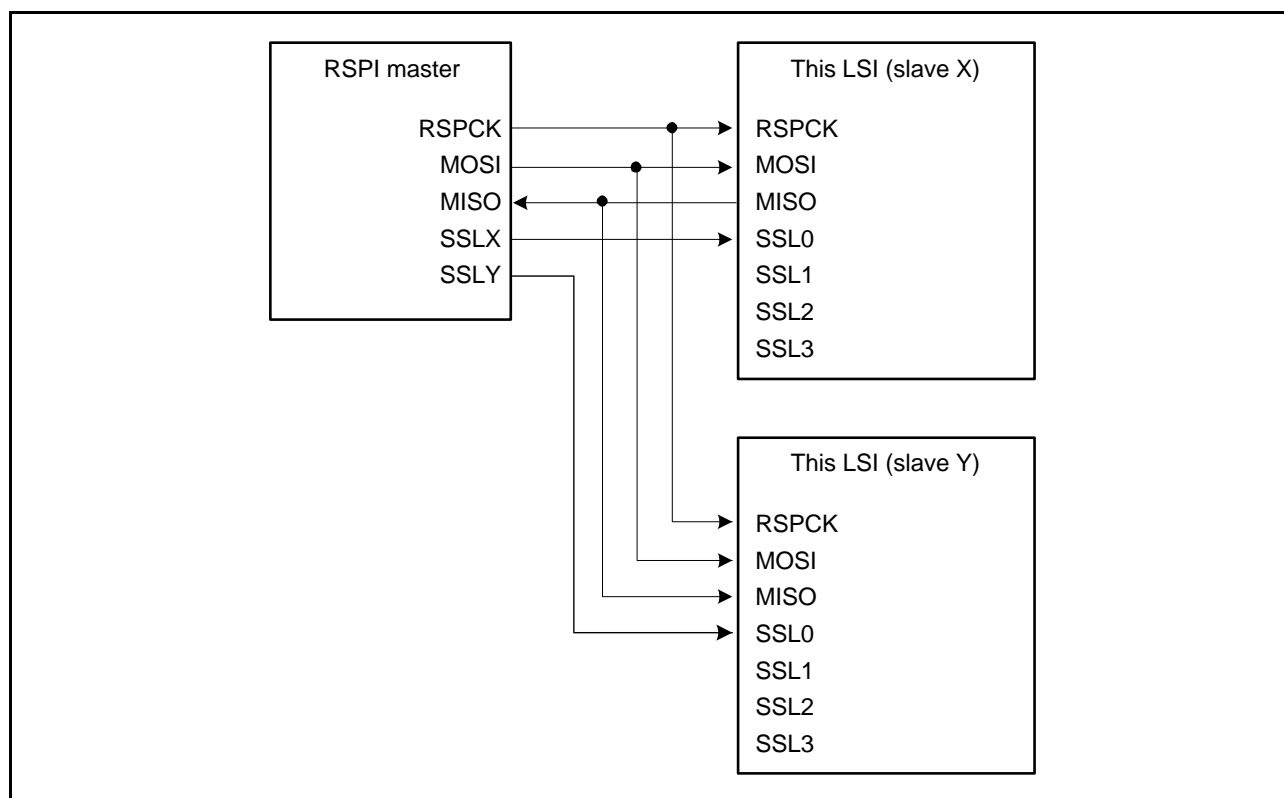 RSPI master
RSPCK
MOSI
MISO
SSLX
SSLY
This LSI (slave X)
RSPCK
MOSI
MISO
SSL0
SSL1
SSL2
SSL3
This LSI (slave Y)
RSPCK
MOSI
MISO
SSL0
SSL1
SSL2
SSL3